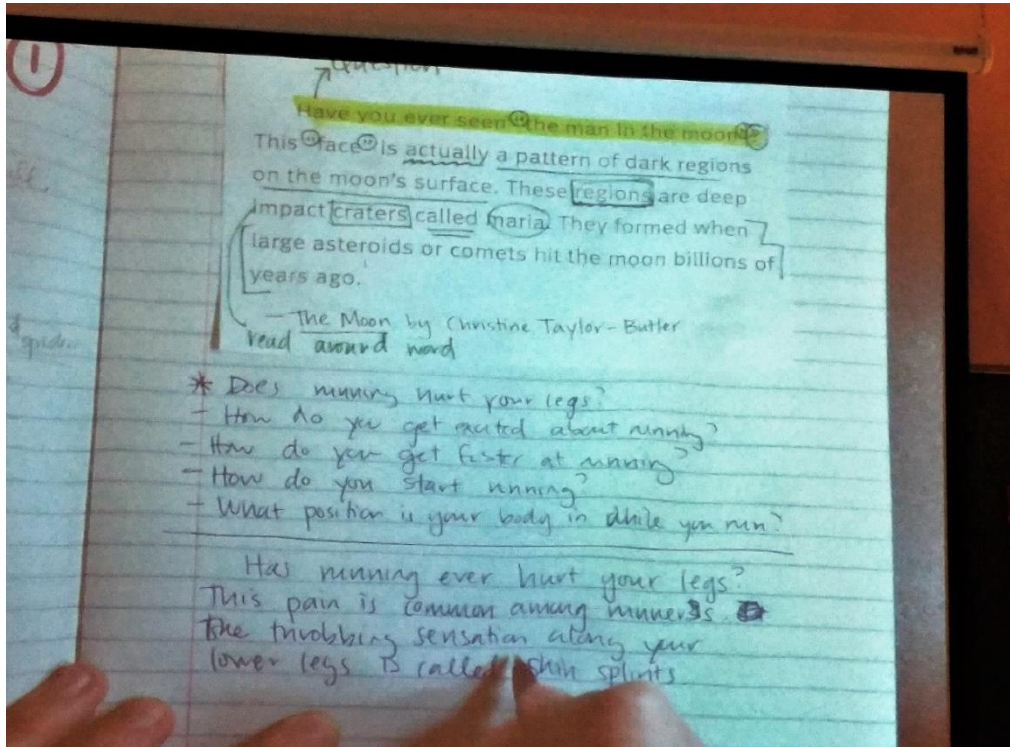 1
Question
Have you ever seen the man in the moon?
This face is actually a pattern of dark regions
on the moon's surface. These regions are deep
impact craters called maria. They formed when
large asteroids or comets hit the moon billions of
years ago.
- The Moon by Christine Taylor-Butler
read around word
* Does running hurt your legs?
- How do you get excited about running?
- How do you get faster at running?
- How do you start running?
- What position is your body in while you run?
Has running ever hurt your legs?
This pain is common among runners.
The throbbing sensation along your
lower legs is called shin splints